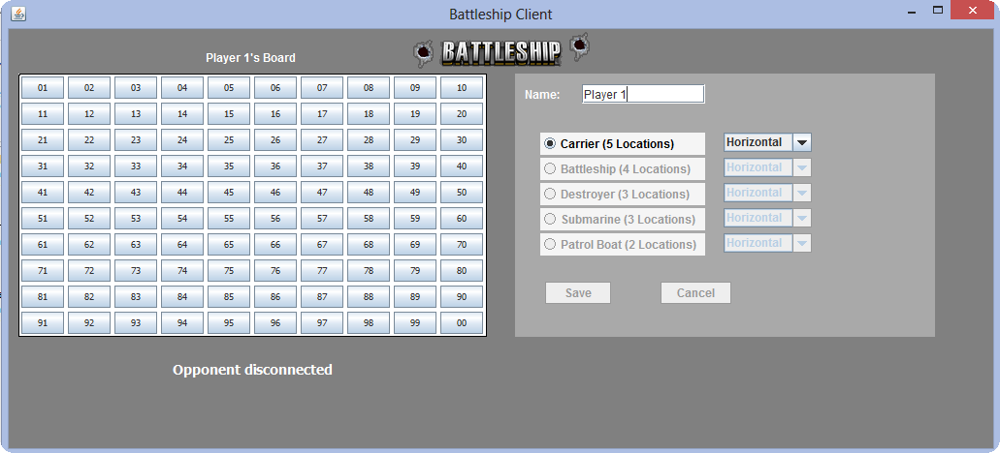 Battleship Client
BATTLESHIP
Player 1's Board
01 02 03 04 05 06 07 08 09 10
11 12 13 14 15 16 17 18 19 20
21 22 23 24 25 26 27 28 29 30
31 32 33 34 35 36 37 38 39 40
41 42 43 44 45 46 47 48 49 50
51 52 53 54 55 56 57 58 59 60
61 62 63 64 65 66 67 68 69 70
71 72 73 74 75 76 77 78 79 80
81 82 83 84 85 86 87 88 89 90
91 92 93 94 95 96 97 98 99 00
Opponent disconnected
Name: Player 1
Carrier (5 Locations) Horizontal
Battleship (4 Locations) Horizontal
Destroyer (3 Locations) Horizontal
Submarine (3 Locations) Horizontal
Patrol Boat (2 Locations) Horizontal
Save Cancel